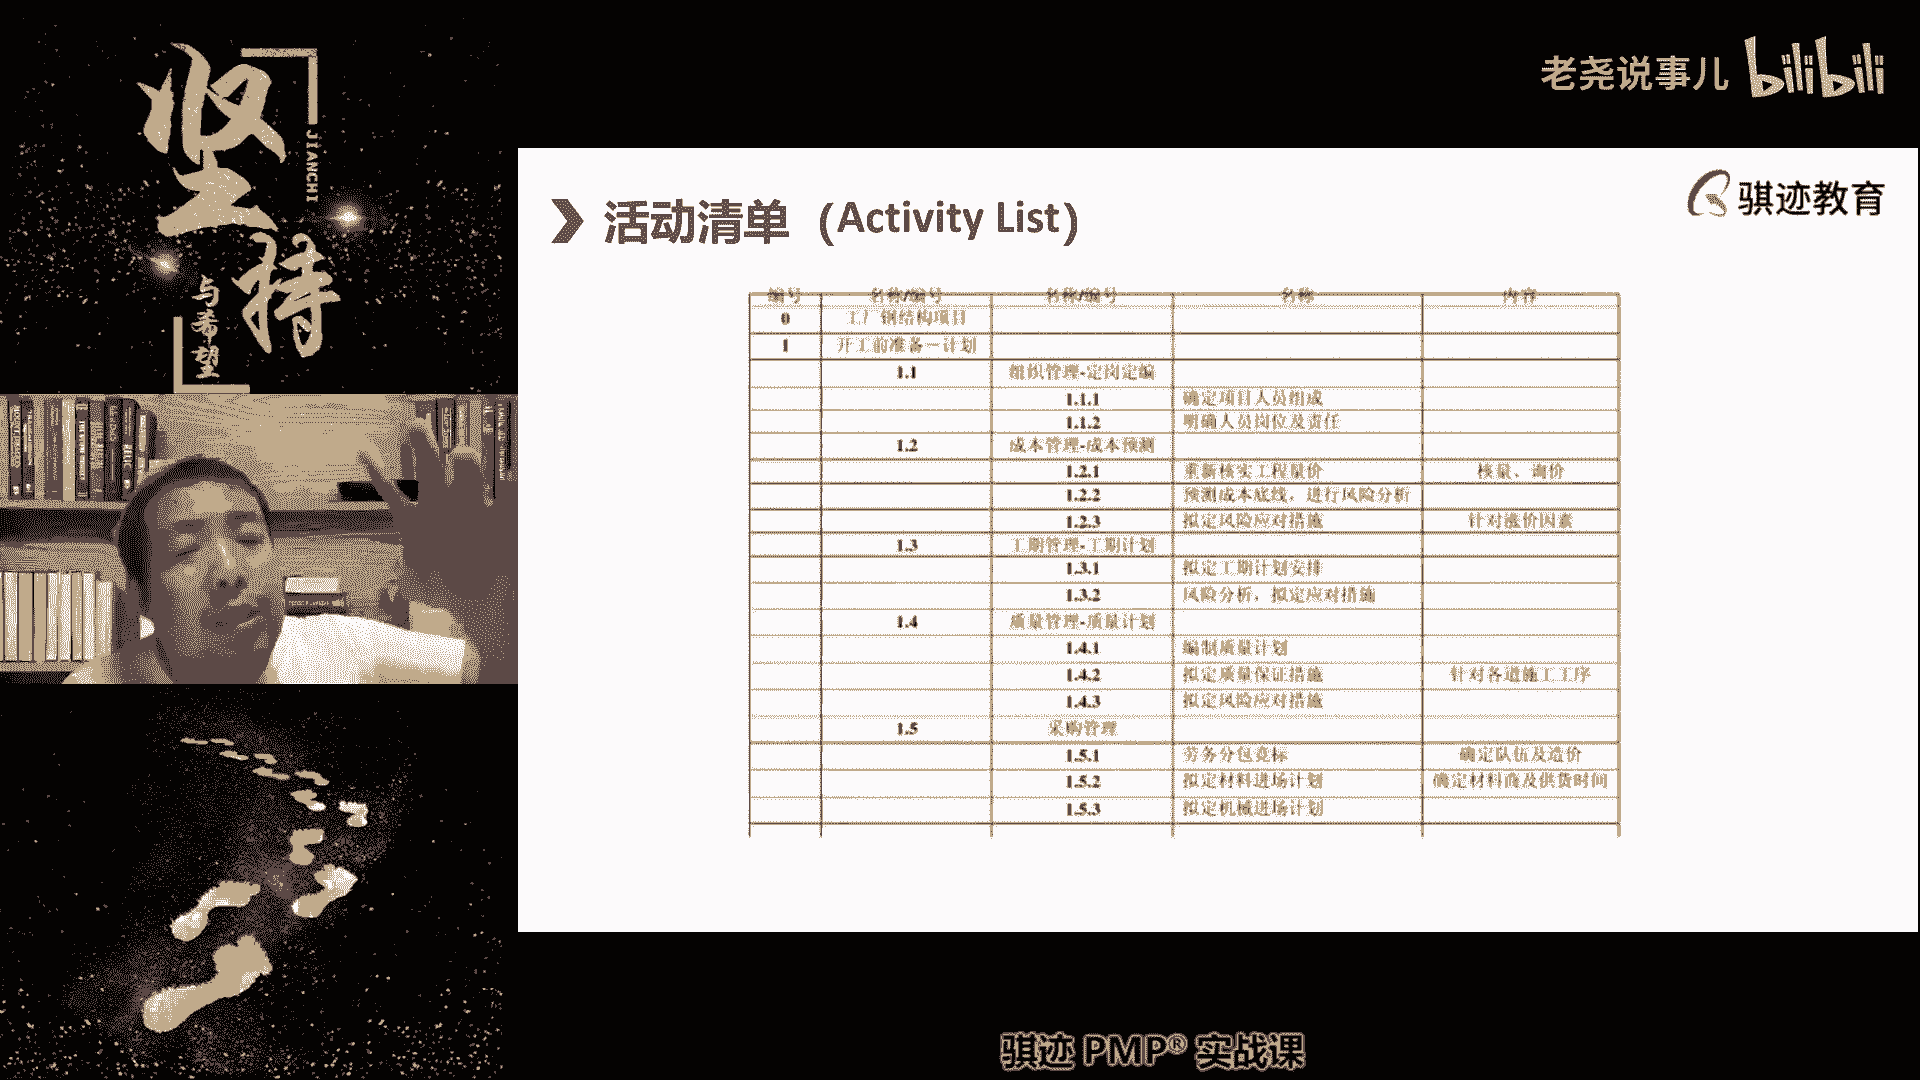 坚持
JIANCHI
与希望
老尧说事儿 bilibili
骐迹教育
活动清单（Activity List）
编号 名称/编号 名称/编号 名称 内容
0 工厂钢结构项目
1 开工前准备一计划
1.1 组织管理-定岗定编
1.1.1 确定项目人员组成
1.1.2 明确人员岗位及责任
1.2 成本管理-成本预测
1.2.1 重新核实工程量价 核量、询价
1.2.2 预测成本底线，进行风险分析
1.2.3 拟定风险应对措施 针对涨价因素
1.3 工期管理-工期计划
1.3.1 拟定工期计划安排
1.3.2 风险分析，拟定应对措施
1.4 质量管理-质量计划
1.4.1 编制质量计划
1.4.2 拟定质量保证措施 针对各道施工工序
1.4.3 拟定风险应对措施
1.5 采购管理
1.5.1 劳务分包竞标 确定队伍及造价
1.5.2 拟定材料进场计划 确定材料商及供货时间
1.5.3 拟定机械进场计划
骐迹 PMP® 实战课